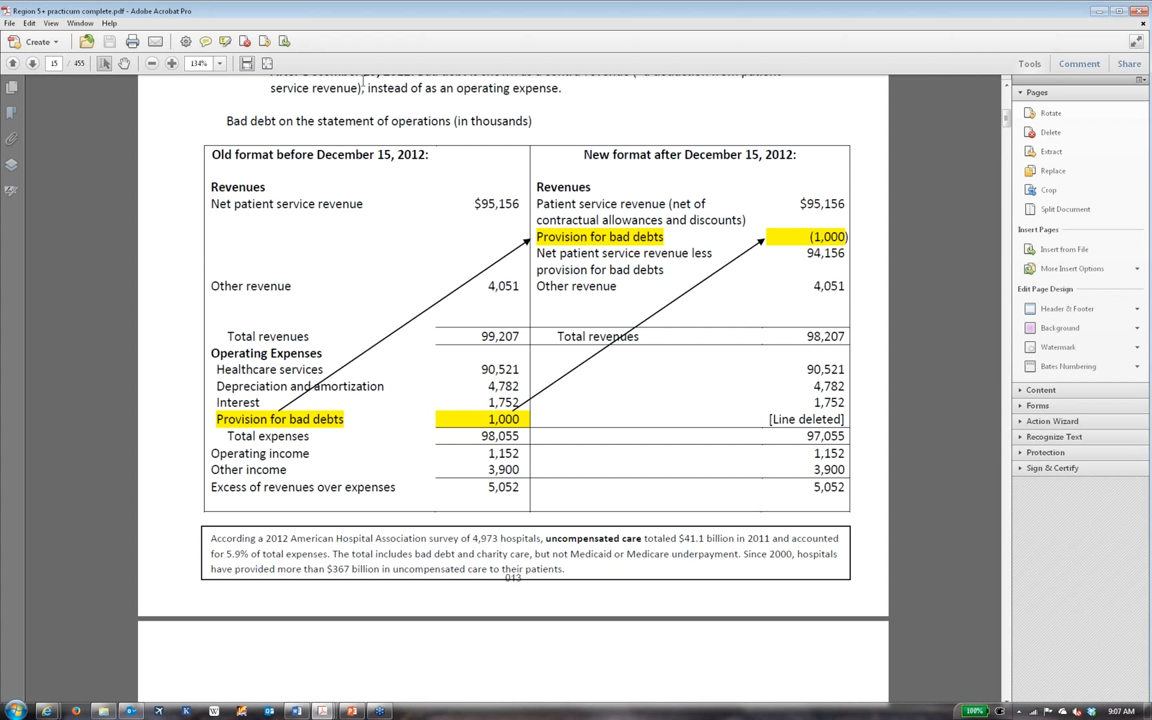 Region 5+ practicum complete.pdf - Adobe Acrobat Pro
File Edit View Window Help
Create
15 / 455 134% Tools Comment Share
service revenue), instead of as an operating expense.
Bad debt on the statement of operations (in thousands)
Old format before December 15, 2012: New format after December 15, 2012:
Revenues Revenues
Net patient service revenue $95,156 Patient service revenue (net of $95,156
contractual allowances and discounts)
Provision for bad debts (1,000)
Net patient service revenue less 94,156
provision for bad debts
Other revenue 4,051 Other revenue 4,051
Total revenues 99,207 Total revenues 98,207
Operating Expenses
Healthcare services 90,521 90,521
Depreciation and amortization 4,782 4,782
Interest 1,752 1,752
Provision for bad debts 1,000 [Line deleted]
Total expenses 98,055 97,055
Operating income 1,152 1,152
Other income 3,900 3,900
Excess of revenues over expenses 5,052 5,052
According a 2012 American Hospital Association survey of 4,973 hospitals, uncompensated care totaled $41.1 billion in 2011 and accounted
for 5.9% of total expenses. The total includes bad debt and charity care, but not Medicaid or Medicare underpayment. Since 2000, hospitals
have provided more than $367 billion in uncompensated care to their patients.
013
Pages
Rotate
Delete
Extract
Replace
Crop
Split Document
Insert Pages
Insert from File
More Insert Options
Edit Page Design
Header & Footer
Background
Watermark
Bates Numbering
Content
Forms
Action Wizard
Recognize Text
Protection
Sign & Certify
100% 9:07 AM